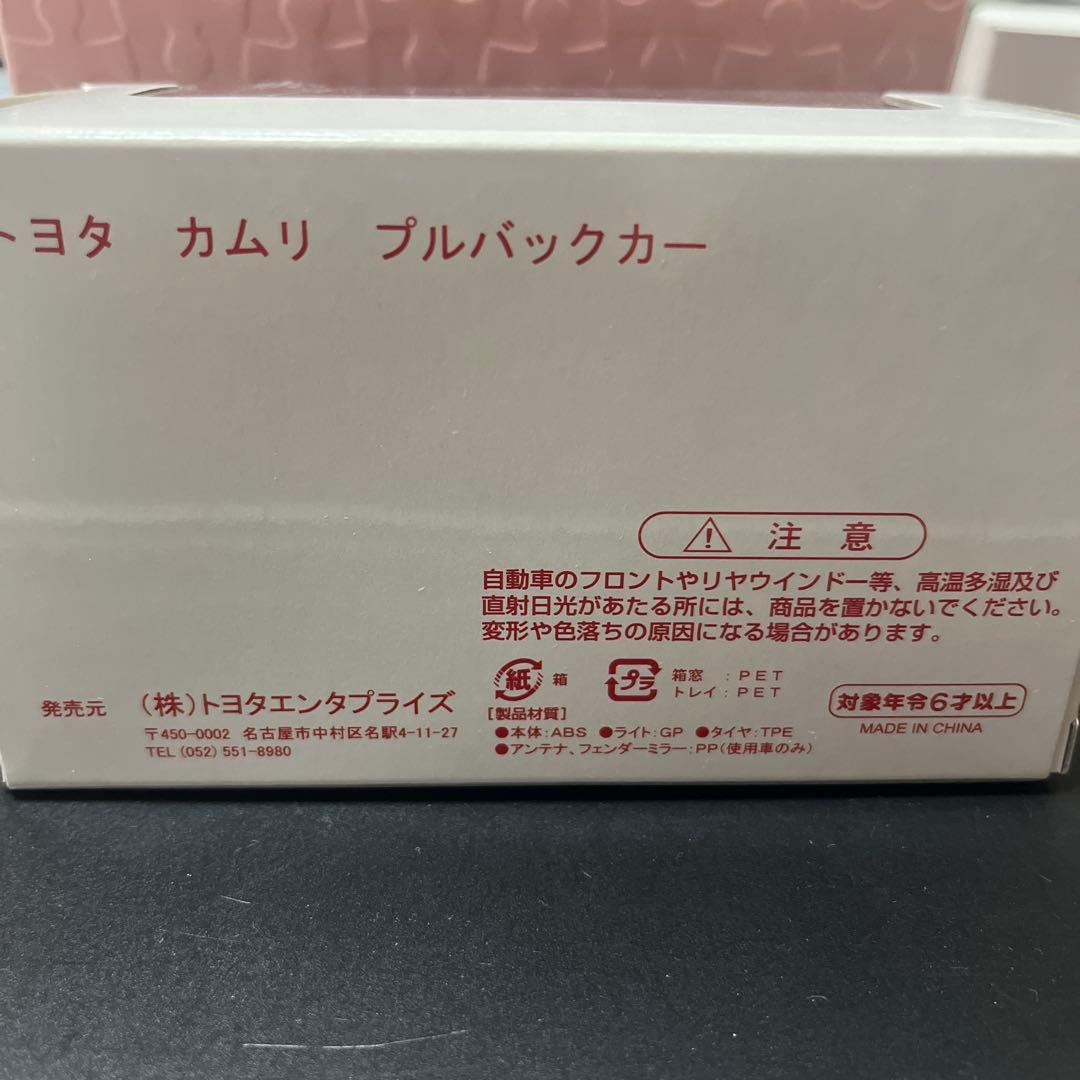 トヨタ カムリ プルバックカー
注意
自動車のフロントやリヤウインドー等、高温多湿及び
直射日光があたる所には、商品を置かないでください。
変形や色落ちの原因になる場合があります。
紙 箱 プラ 箱窓 : PET
トレイ : PET
[製品材質]
●本体:ABS ●ライト:GP ●タイヤ:TPE
●アンテナ、フェンダーミラー:PP(使用車のみ)
対象年令6才以上
MADE IN CHINA
発売元 (株)トヨタエンタプライズ
〒450-0002 名古屋市中村区名駅4-11-27
TEL (052) 551-8980